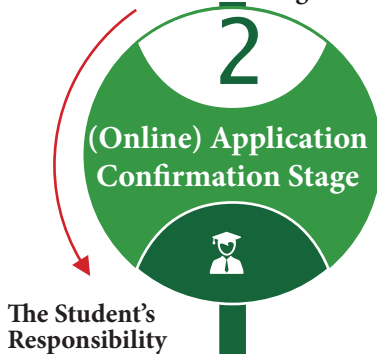 2
(Online) Application
Confirmation Stage
The Student's
Responsibility